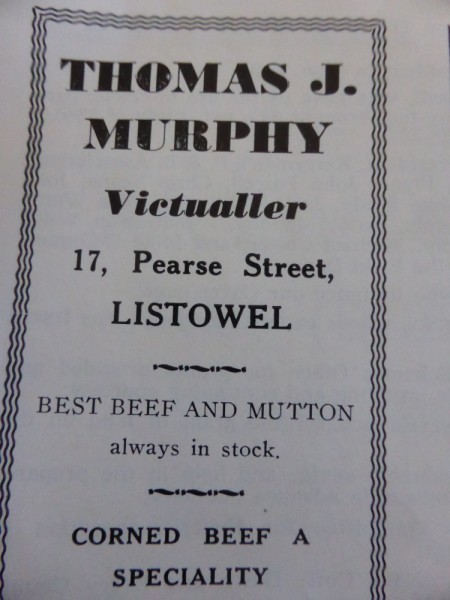 THOMAS J.
MURPHY
Victualler
17, Pearse Street,
LISTOWEL
BEST BEEF AND MUTTON
always in stock.
CORNED BEEF A
SPECIALITY